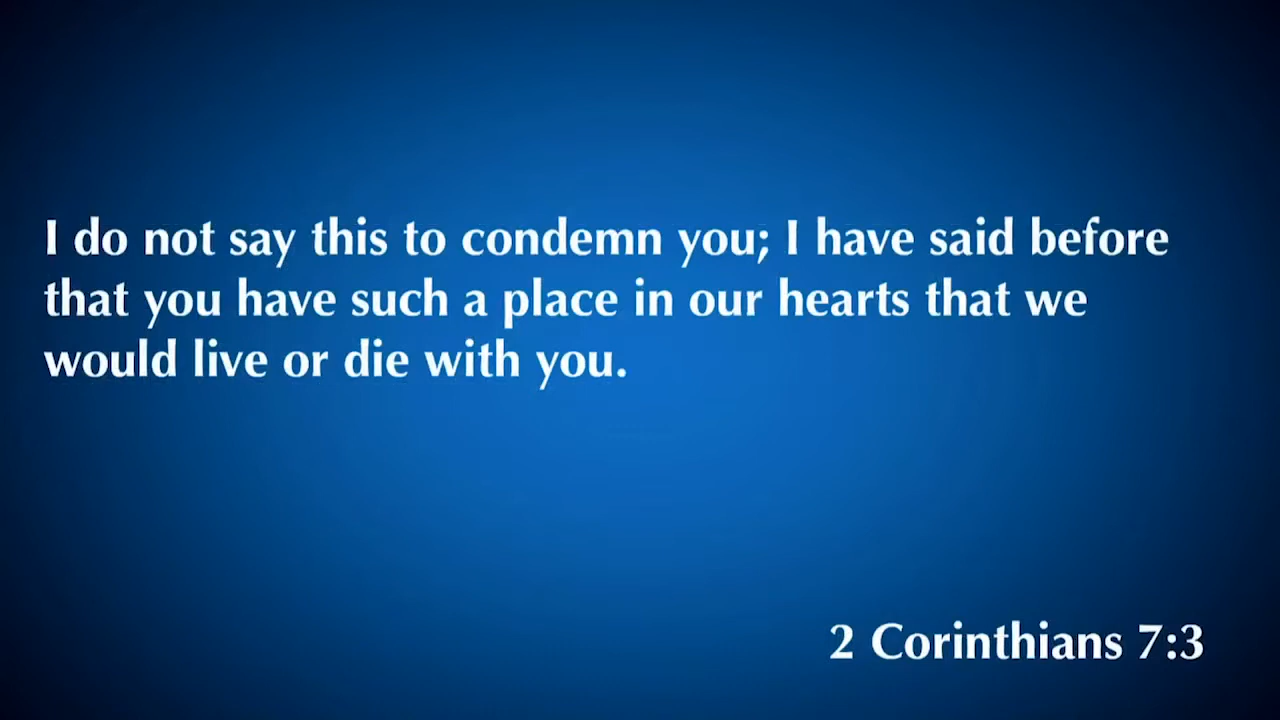 I do not say this to condemn you; I have said before
that you have such a place in our hearts that we
would live or die with you.
2 Corinthians 7:3